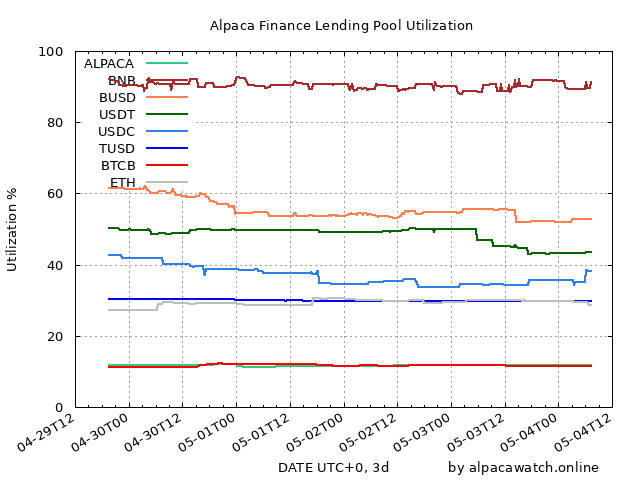 Alpaca Finance Lending Pool Utilization
100
80
60
40
20
0
Utilization %
ALPACA
BNB
BUSD
USDT
USDC
TUSD
BTCB
ETH
04-29T12
04-30T00
04-30T12
05-01T00
05-01T12
05-02T00
05-02T12
05-03T00
05-03T12
05-04T00
05-04T12
DATE UTC+0, 3d
by alpacawatch.online